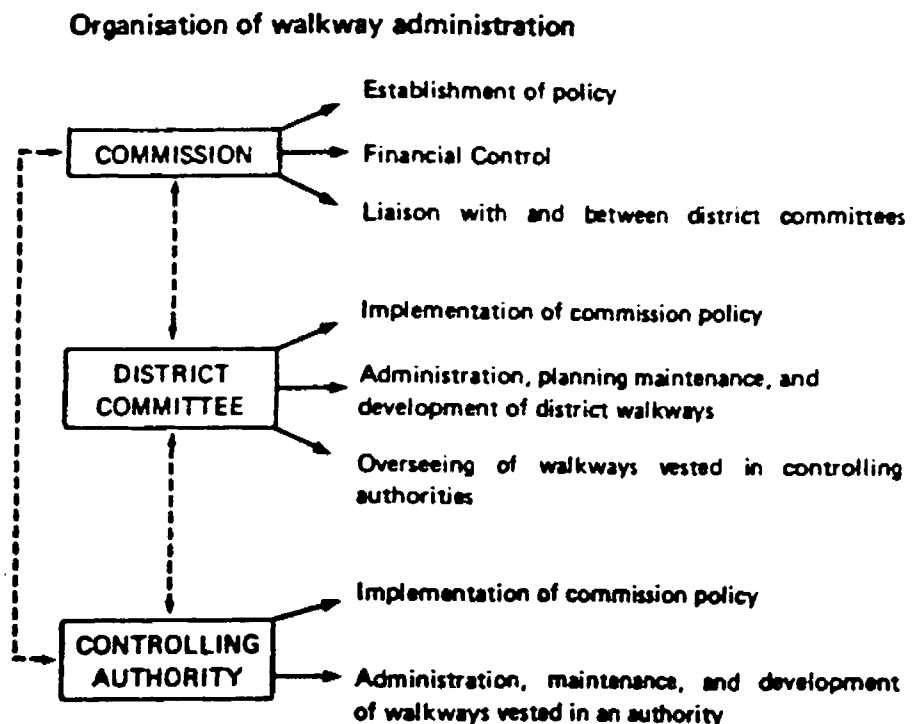 Organisation of walkway administration
Establishment of policy
COMMISSION
Financial Control
Liaison with and between district committees
Implementation of commission policy
DISTRICT
COMMITTEE
Administration, planning maintenance, and
development of district walkways
Overseeing of walkways vested in controlling
authorities
Implementation of commission policy
CONTROLLING
AUTHORITY
Administration, maintenance, and development
of walkways vested in an authority